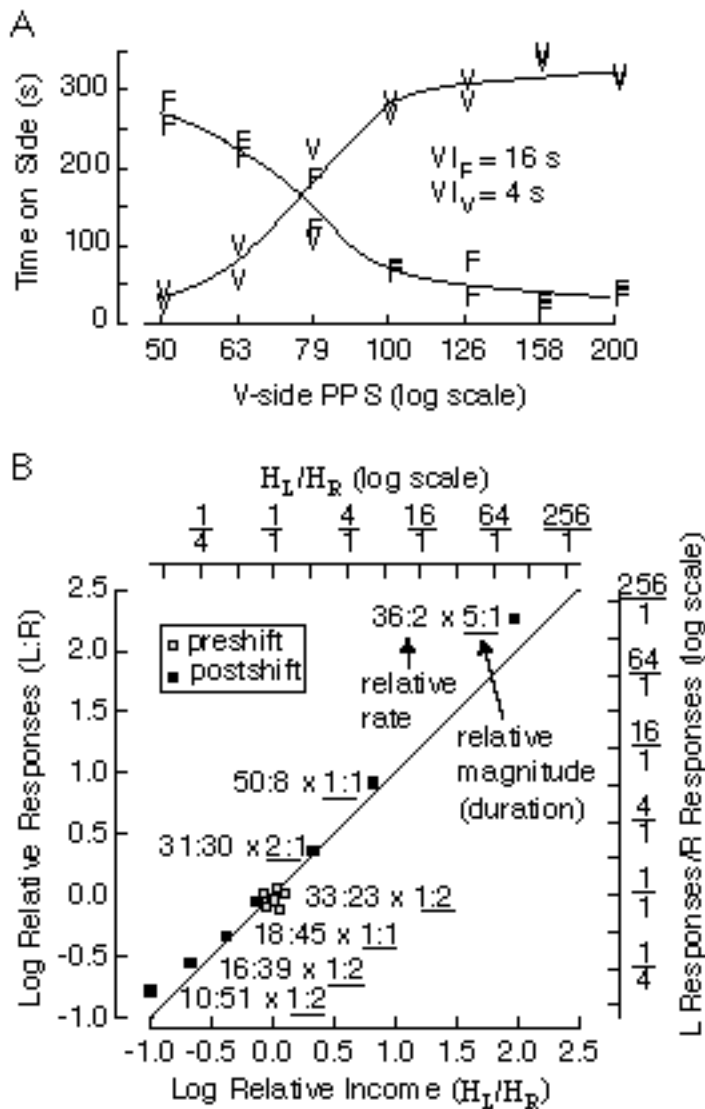 A
Time on Side (s)
300
200
100
0
VI_F = 16 s
VI_V = 4 s
50 63 79 100 126 158 200
V-side PPS (log scale)
B
H_L/H_R (log scale)
1/4 1/1 4/1 16/1 64/1 256/1
Log Relative Responses (L:R)
2.5
2.0
1.5
1.0
0.5
0.0
-0.5
-1.0
preshift
postshift
36:2 x 5:1
relative
rate
relative
magnitude
(duration)
50:8 x 1:1
31:30 x 2:1
33:23 x 1:2
18:45 x 1:1
16:39 x 1:2
10:51 x 1:2
-1.0 -0.5 0.0 0.5 1.0 1.5 2.0 2.5
Log Relative Income (H_L/H_R)
256/1
64/1
16/1
4/1
1/1
1/4
L Responses/R Responses (log scale)